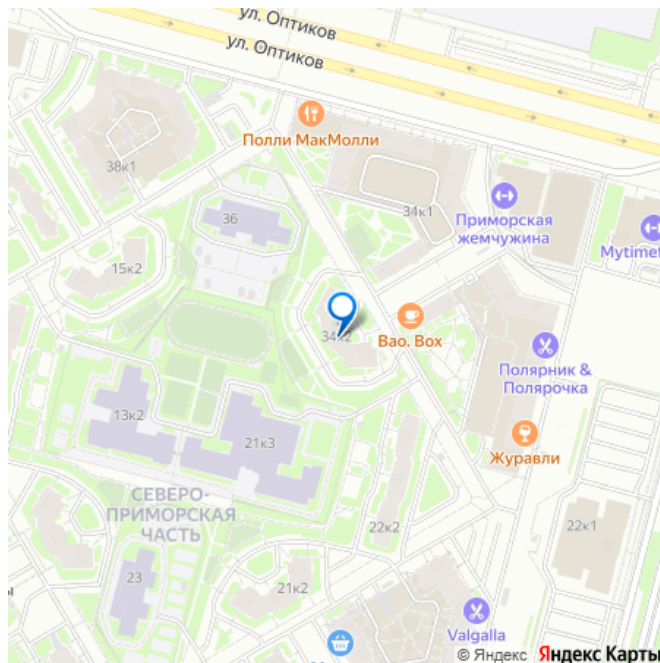 ул. Оптиков
ул. Оптиков
Полли МакМолли
38к1
34к1
36
Приморская
жемчужина
Mytimef
15к2
34к2
Bao. Box
Полярник &
Полярочка
13к2
21к3
Журавли
СЕВЕРО-
ПРИМОРСКАЯ
ЧАСТЬ
22к2
22к1
23
21к2
Valgalla
© Яндекс Яндекс Карты